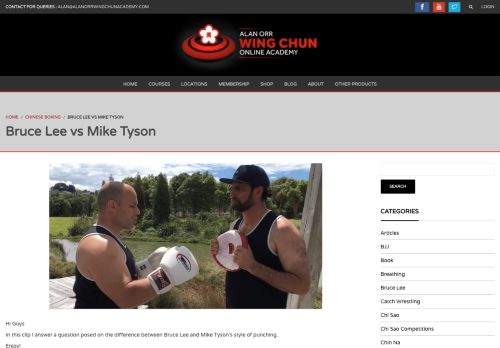 CONTACT FOR QUERIES : ALAN@ALANORRWINGCHUNACADEMY.COM
LOGIN
ALAN ORR
WING CHUN
ONLINE ACADEMY
HOME COURSES LOCATIONS MEMBERSHIP SHOP BLOG ABOUT OTHER PRODUCTS
HOME / CHINESE BOXING / BRUCE LEE VS MIKE TYSON
Bruce Lee vs Mike Tyson
Hi Guys
In this clip I answer a question posed on the difference between Bruce Lee and Mike Tyson's style of punching.
Enjoy!
SEARCH
CATEGORIES
Articles
BJJ
Book
Breathing
Bruce Lee
Catch Wrestling
Chi Sao
Chi Sao Competitions
Chin Na